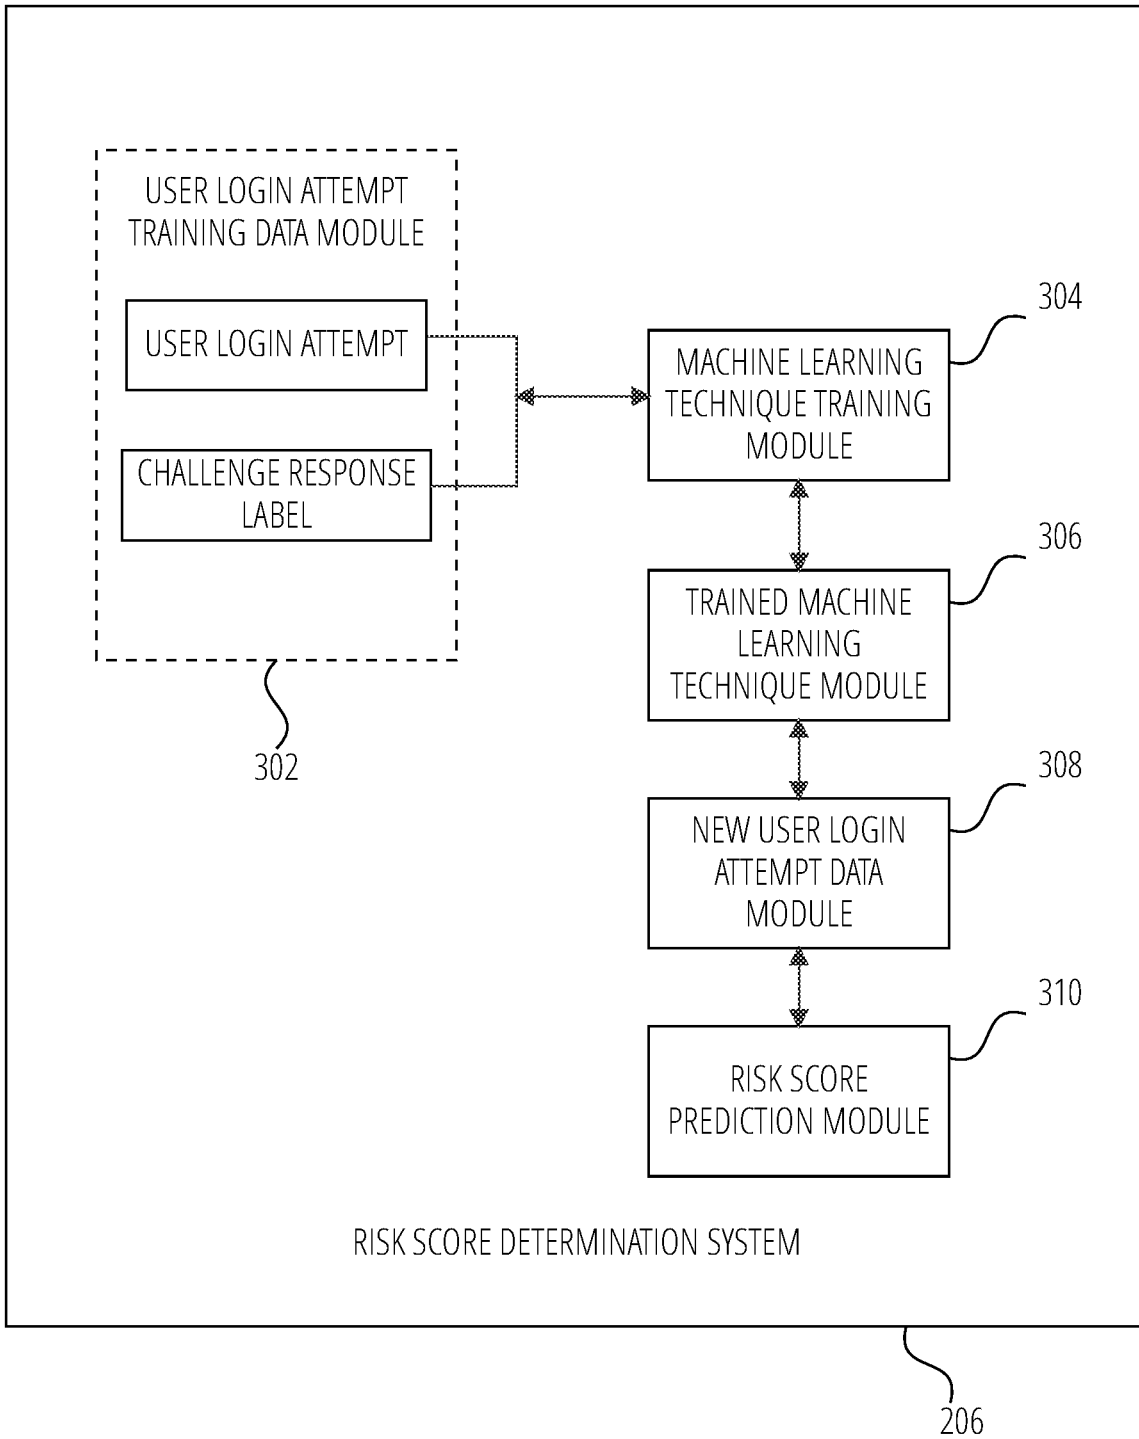 USER LOGIN ATTEMPT
TRAINING DATA MODULE
USER LOGIN ATTEMPT
CHALLENGE RESPONSE
LABEL
302
304
MACHINE LEARNING
TECHNIQUE TRAINING
MODULE
306
TRAINED MACHINE
LEARNING
TECHNIQUE MODULE
308
NEW USER LOGIN
ATTEMPT DATA
MODULE
310
RISK SCORE
PREDICTION MODULE
RISK SCORE DETERMINATION SYSTEM
206